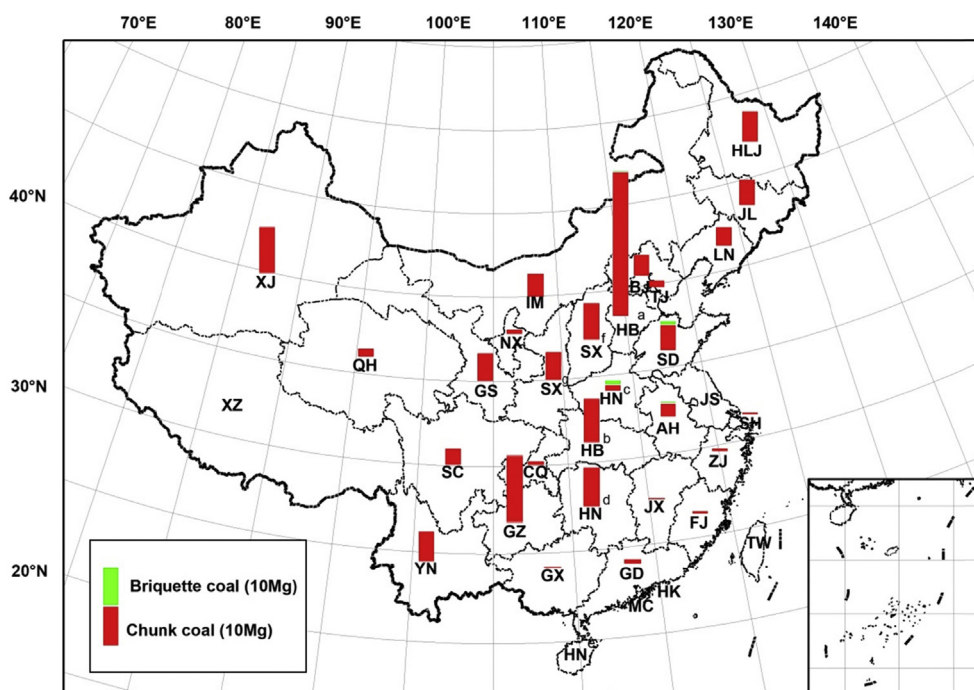 70°E 80°E 90°E 100°E 110°E 120°E 130°E 140°E
40°N
30°N
20°N
HLJ
JL
LN
BJ
TJ
HB a
IM
XJ
SX f
NX
SD
QH
GS
SX g
HN c
XZ
JS
AH
SH
HB b
SC
CQ
ZJ
GZ
HN d
JX
FJ
TW
YN
GX
GD
HK
MC
HN e
Briquette coal (10Mg)
Chunk coal (10Mg)